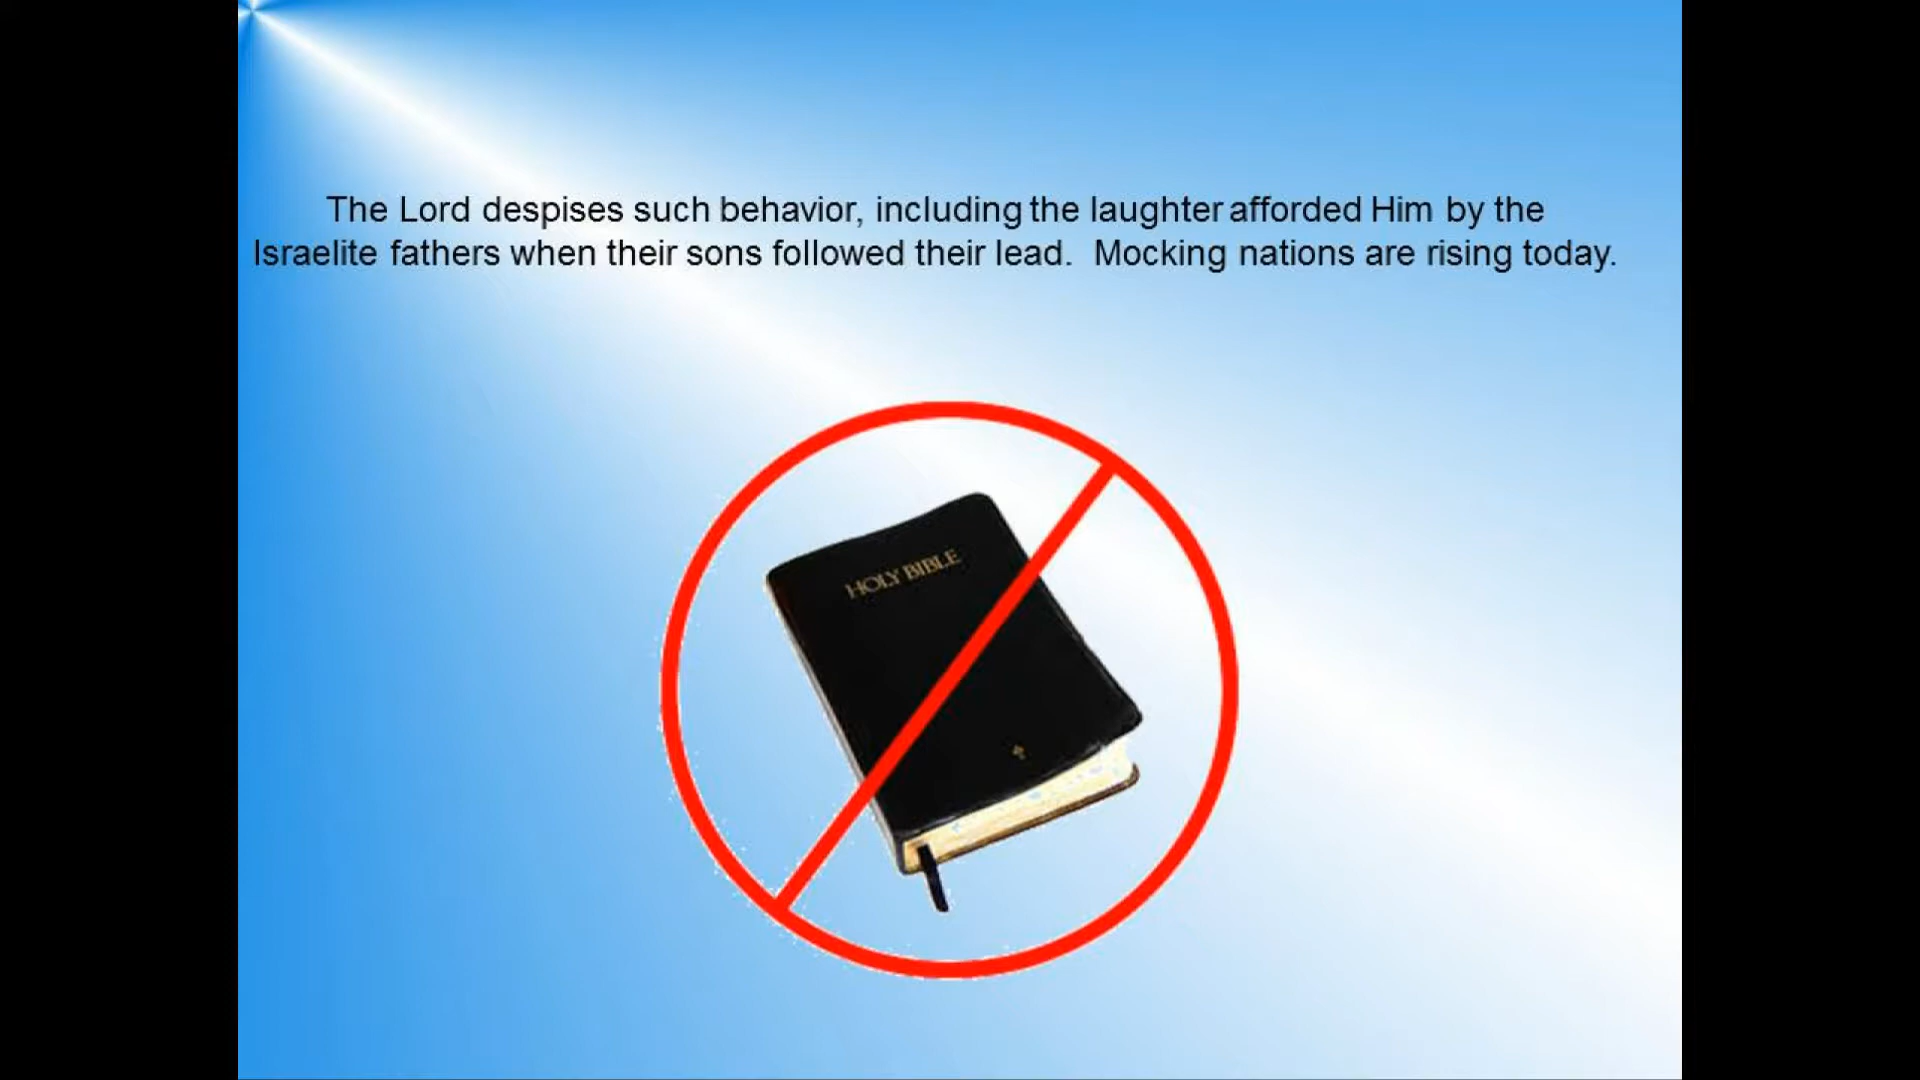 The Lord despises such behavior, including the laughter afforded Him by the
Israelite fathers when their sons followed their lead.  Mocking nations are rising today.
HOLY BIBLE